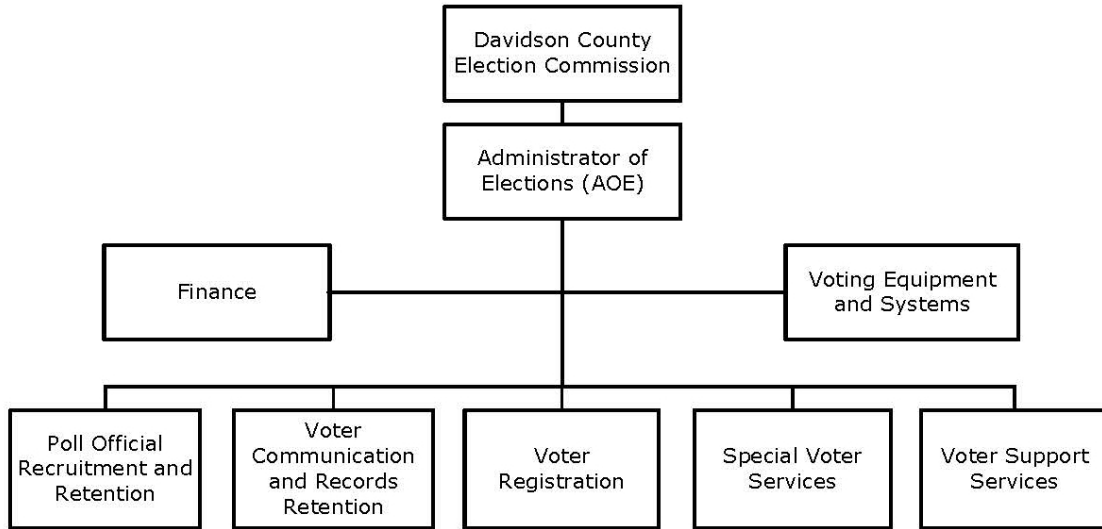 Davidson County
Election Commission
Administrator of
Elections (AOE)
Finance
Voting Equipment
and Systems
Poll Official
Recruitment and
Retention
Voter
Communication
and Records
Retention
Voter
Registration
Special Voter
Services
Voter Support
Services